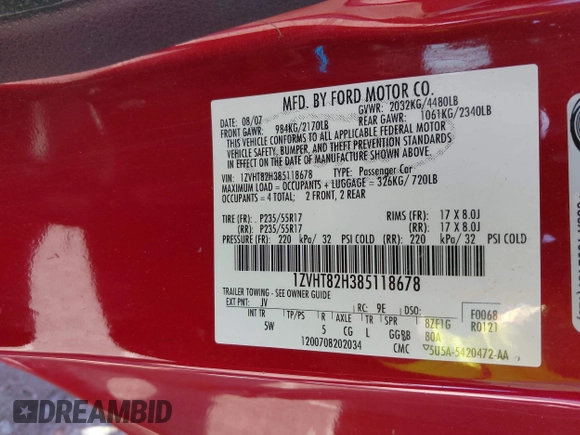 MFD. BY FORD MOTOR CO.
DATE: 08/07 GVWR: 2032KG/4480LB
FRONT GAWR: 984KG/2170LB REAR GAWR: 1061KG/2340LB
THIS VEHICLE CONFORMS TO ALL APPLICABLE FEDERAL MOTOR
VEHICLE SAFETY, BUMPER, AND THEFT PREVENTION STANDARDS
IN EFFECT ON THE DATE OF MANUFACTURE SHOWN ABOVE.
VIN: 1ZVHT82H385118678 TYPE: Passenger Car
MAXIMUM LOAD = OCCUPANTS + LUGGAGE = 326KG/720LB
OCCUPANTS = 4 TOTAL; 2 FRONT, 2 REAR
TIRE (FR): P235/55R17 RIMS (FR): 17 X 8.0J
(RR): P235/55R17 (RR): 17 X 8.0J
PRESSURE (FR): 220 kPa/ 32 PSI COLD (RR): 220 kPa/ 32 PSI COLD
1ZVHT82H385118678
TRAILER TOWING - SEE OWNER GUIDE
EXT PNT: JV RC: 9E DSO: F0068
INT TR TP/PS R AXLE TR SPR 8ZF1G R0121
5W 5 CG L GGBB 80A
1200708202034 CMC 5U5A-5420472-AA
DREAMBID